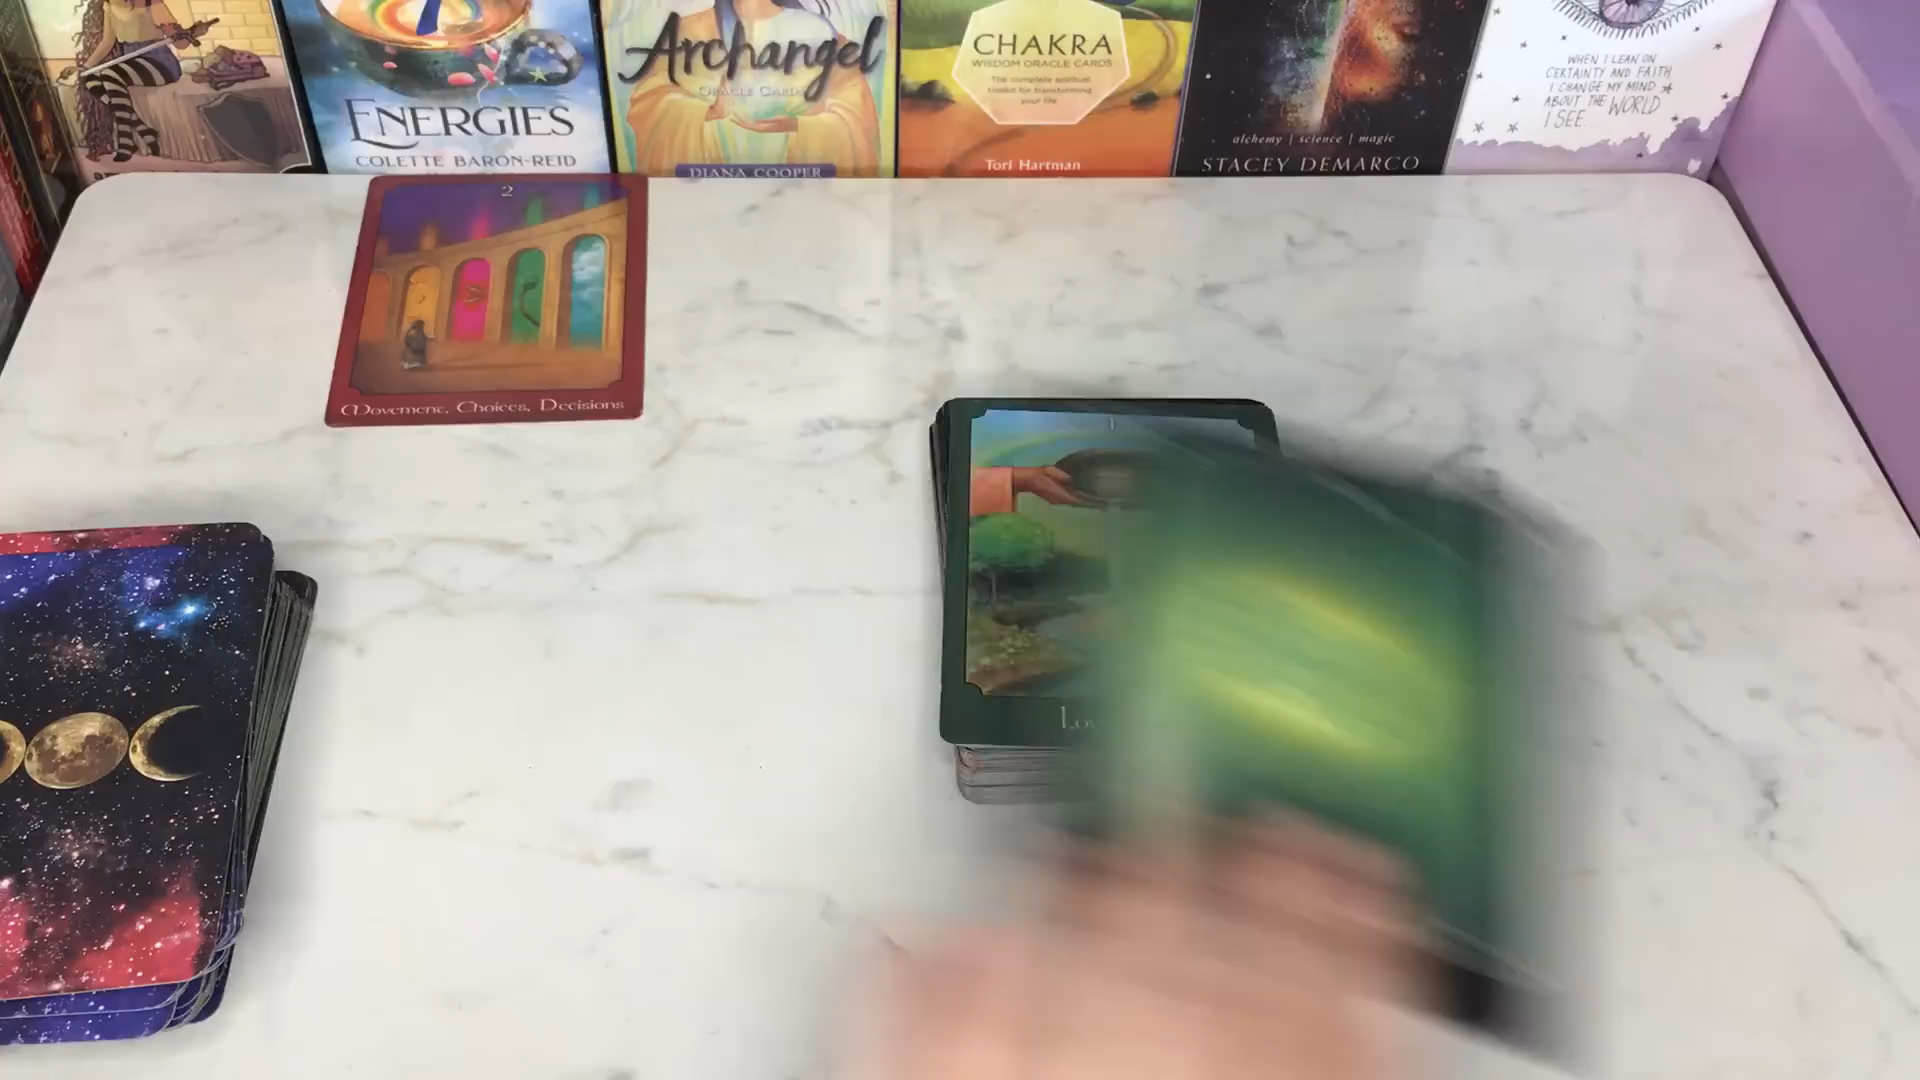 ENERGIES
COLETTE BARON-REID
Archangel
ORACLE CARDS
DIANA COOPER
CHAKRA
WISDOM ORACLE CARDS
The complete spiritual
toolkit for transforming
your life
Tori Hartman
alchemy | science | magic
STACEY DEMARCO
WHEN I LEAN ON
CERTAINTY AND FAITH
I CHANGE MY MIND
ABOUT THE WORLD
I SEE.
2
Movement, Choices, Decisions
1